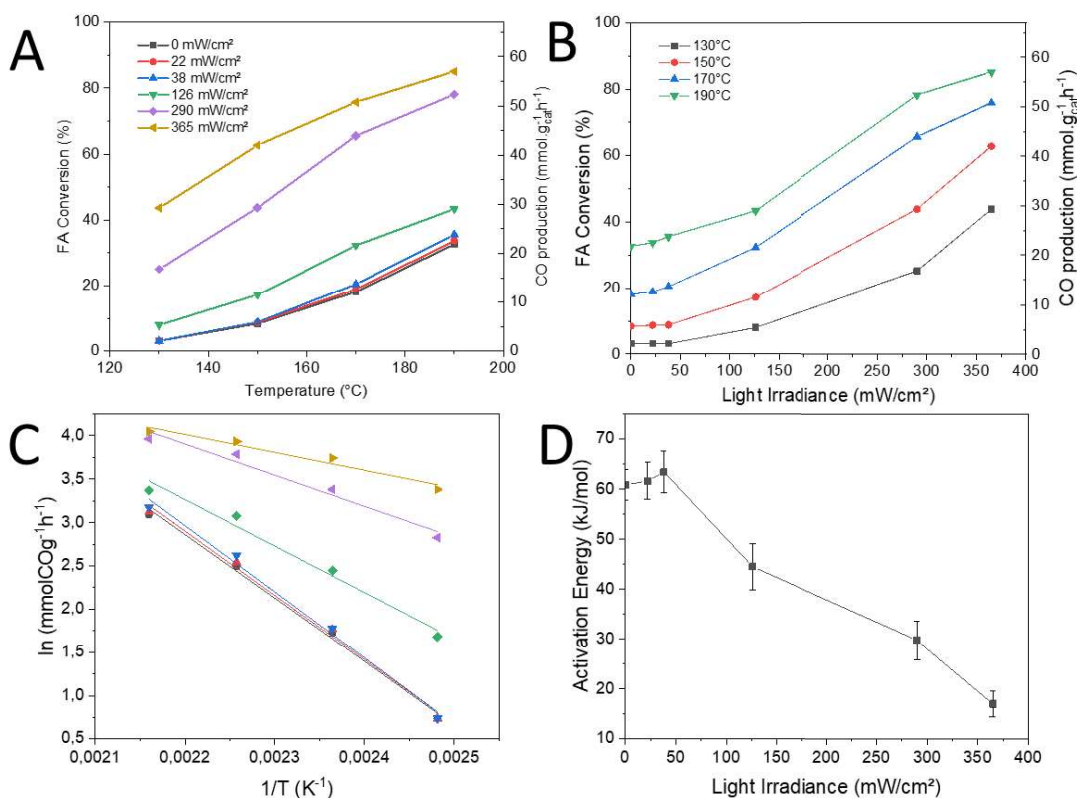 A
100
80
60
40
20
0
FA Conversion (%)
0 mW/cm²
22 mW/cm²
38 mW/cm²
126 mW/cm²
290 mW/cm²
365 mW/cm²
60
50
40
30
20
10
0
CO production (mmol.g⁻¹cat h⁻¹)
120 140 160 180 200
Temperature (°C)
B
100
80
60
40
20
0
FA Conversion (%)
130°C
150°C
170°C
190°C
60
50
40
30
20
10
0
CO production (mmol.g⁻¹cat h⁻¹)
0 50 100 150 200 250 300 350 400
Light Irradiance (mW/cm²)
C
4,0
3,5
3,0
2,5
2,0
1,5
1,0
0,5
ln (mmolCOg⁻¹h⁻¹)
0,0021 0,0022 0,0023 0,0024 0,0025
1/T (K⁻¹)
D
70
60
50
40
30
20
10
Activation Energy (kJ/mol)
0 50 100 150 200 250 300 350 400
Light Irradiance (mW/cm²)